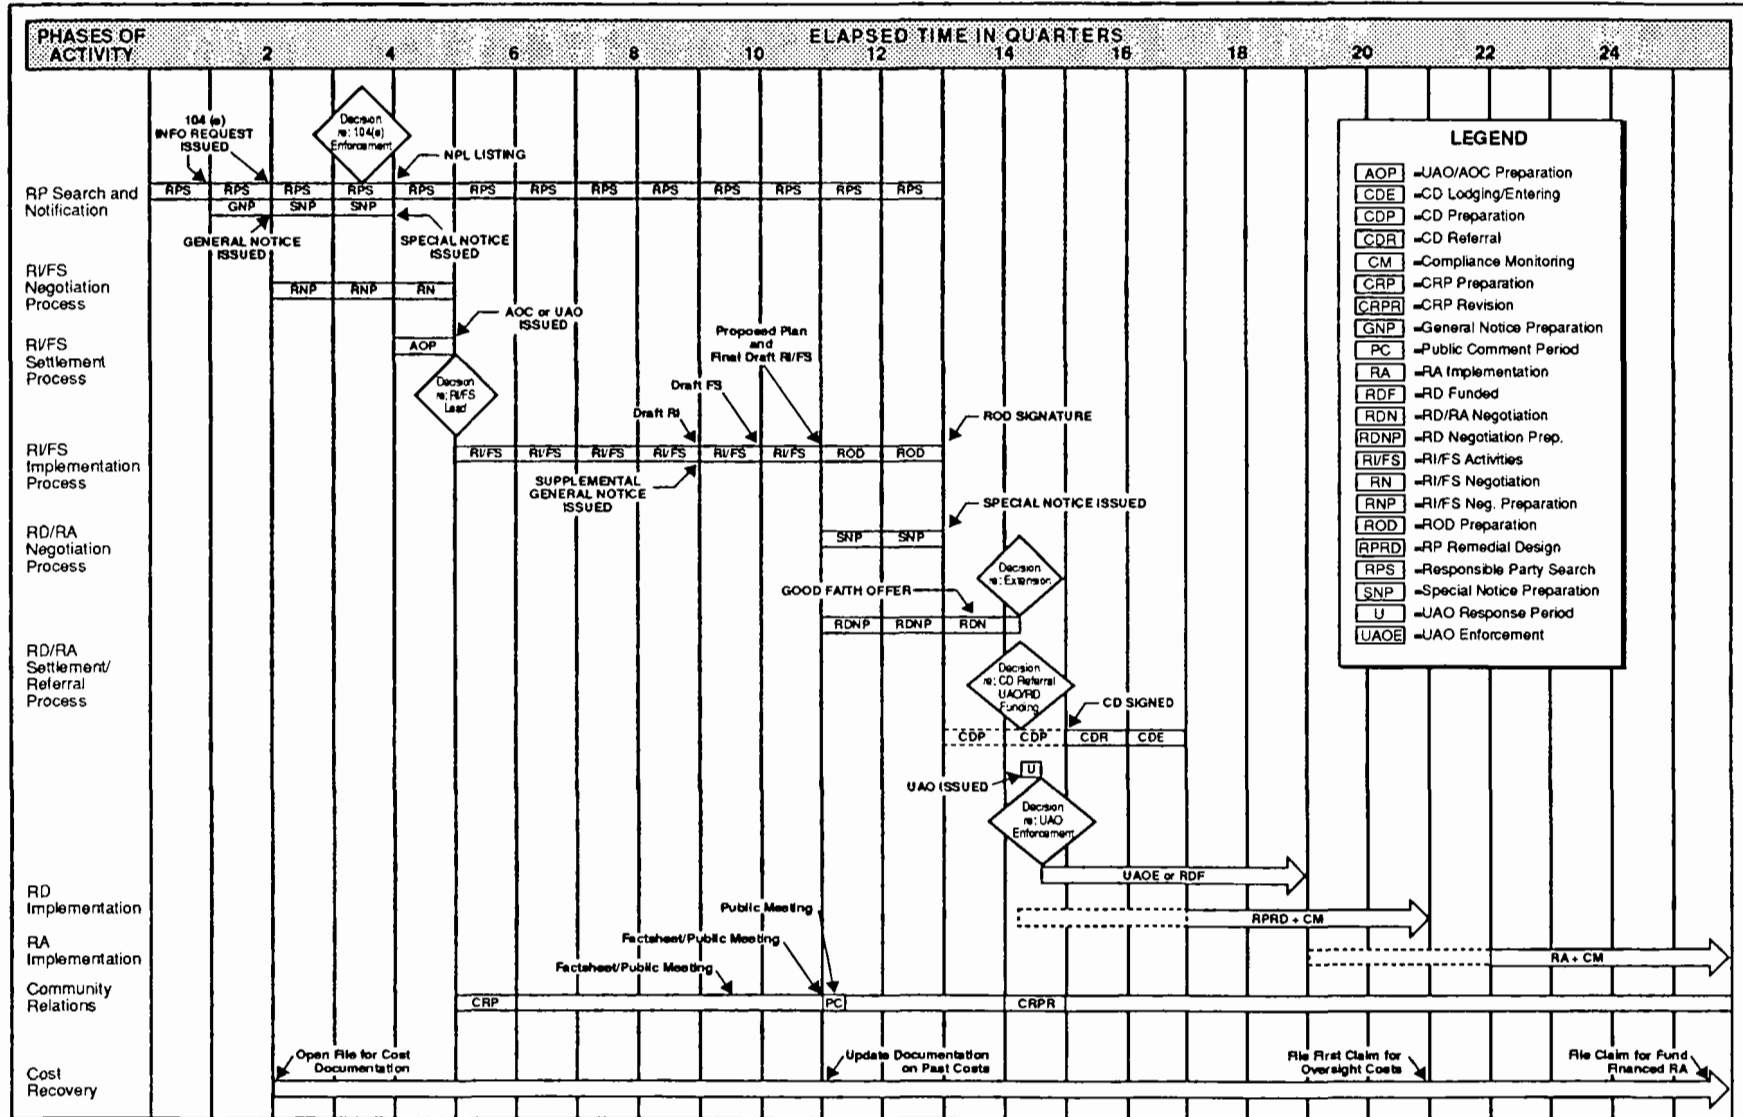 PHASES OF
ACTIVITY
ELAPSED TIME IN QUARTERS
2 4 6 8 10 12 14 16 18 20 22 24
104 (e)
INFO REQUEST
ISSUED
Decision
re: 104(e)
Enforcement
NPL LISTING
RP Search and
Notification
RPS RPS RPS RPS RPS RPS RPS RPS RPS RPS RPS RPS RPS
GNP SNP SNP
GENERAL NOTICE
ISSUED
SPECIAL NOTICE
ISSUED
RI/FS
Negotiation
Process
RNP RNP RN
AOC or UAO
ISSUED
RI/FS
Settlement
Process
AOP
Decision
re: RI/FS
Lead
Proposed Plan
and
Final Draft RI/FS
Draft FS
Draft RI
ROD SIGNATURE
RI/FS
Implementation
Process
RI/FS RI/FS RI/FS RI/FS RI/FS RI/FS ROD ROD
SUPPLEMENTAL
GENERAL NOTICE
ISSUED
SPECIAL NOTICE ISSUED
RD/RA
Negotiation
Process
SNP SNP
Decision
re: Extension
GOOD FAITH OFFER
RDNP RDNP RDN
RD/RA
Settlement/
Referral
Process
Decision
re: CD Referral
UAO/RD
Funding
CD SIGNED
CDP CDP CDR CDE
U
UAO ISSUED
Decision
re: UAO
Enforcement
UAOE or RDF
RD
Implementation
RPRD + CM
RA
Implementation
RA + CM
Public Meeting
Factsheet/Public Meeting
Factsheet/Public Meeting
Community
Relations
CRP PC CRPR
Cost
Recovery
Open File for Cost
Documentation
Update Documentation
on Past Costs
File First Claim for
Oversight Costs
File Claim for Fund
Financed RA
LEGEND
AOP =UAO/AOC Preparation
CDE =CD Lodging/Entering
CDP =CD Preparation
CDR =CD Referral
CM =Compliance Monitoring
CRP =CRP Preparation
CRPR =CRP Revision
GNP =General Notice Preparation
PC =Public Comment Period
RA =RA Implementation
RDF =RD Funded
RDN =RD/RA Negotiation
RDNP =RD Negotiation Prep.
RI/FS =RI/FS Activities
RN =RI/FS Negotiation
RNP =RI/FS Neg. Preparation
ROD =ROD Preparation
RPRD =RP Remedial Design
RPS =Responsible Party Search
SNP =Special Notice Preparation
U =UAO Response Period
UAOE =UAO Enforcement